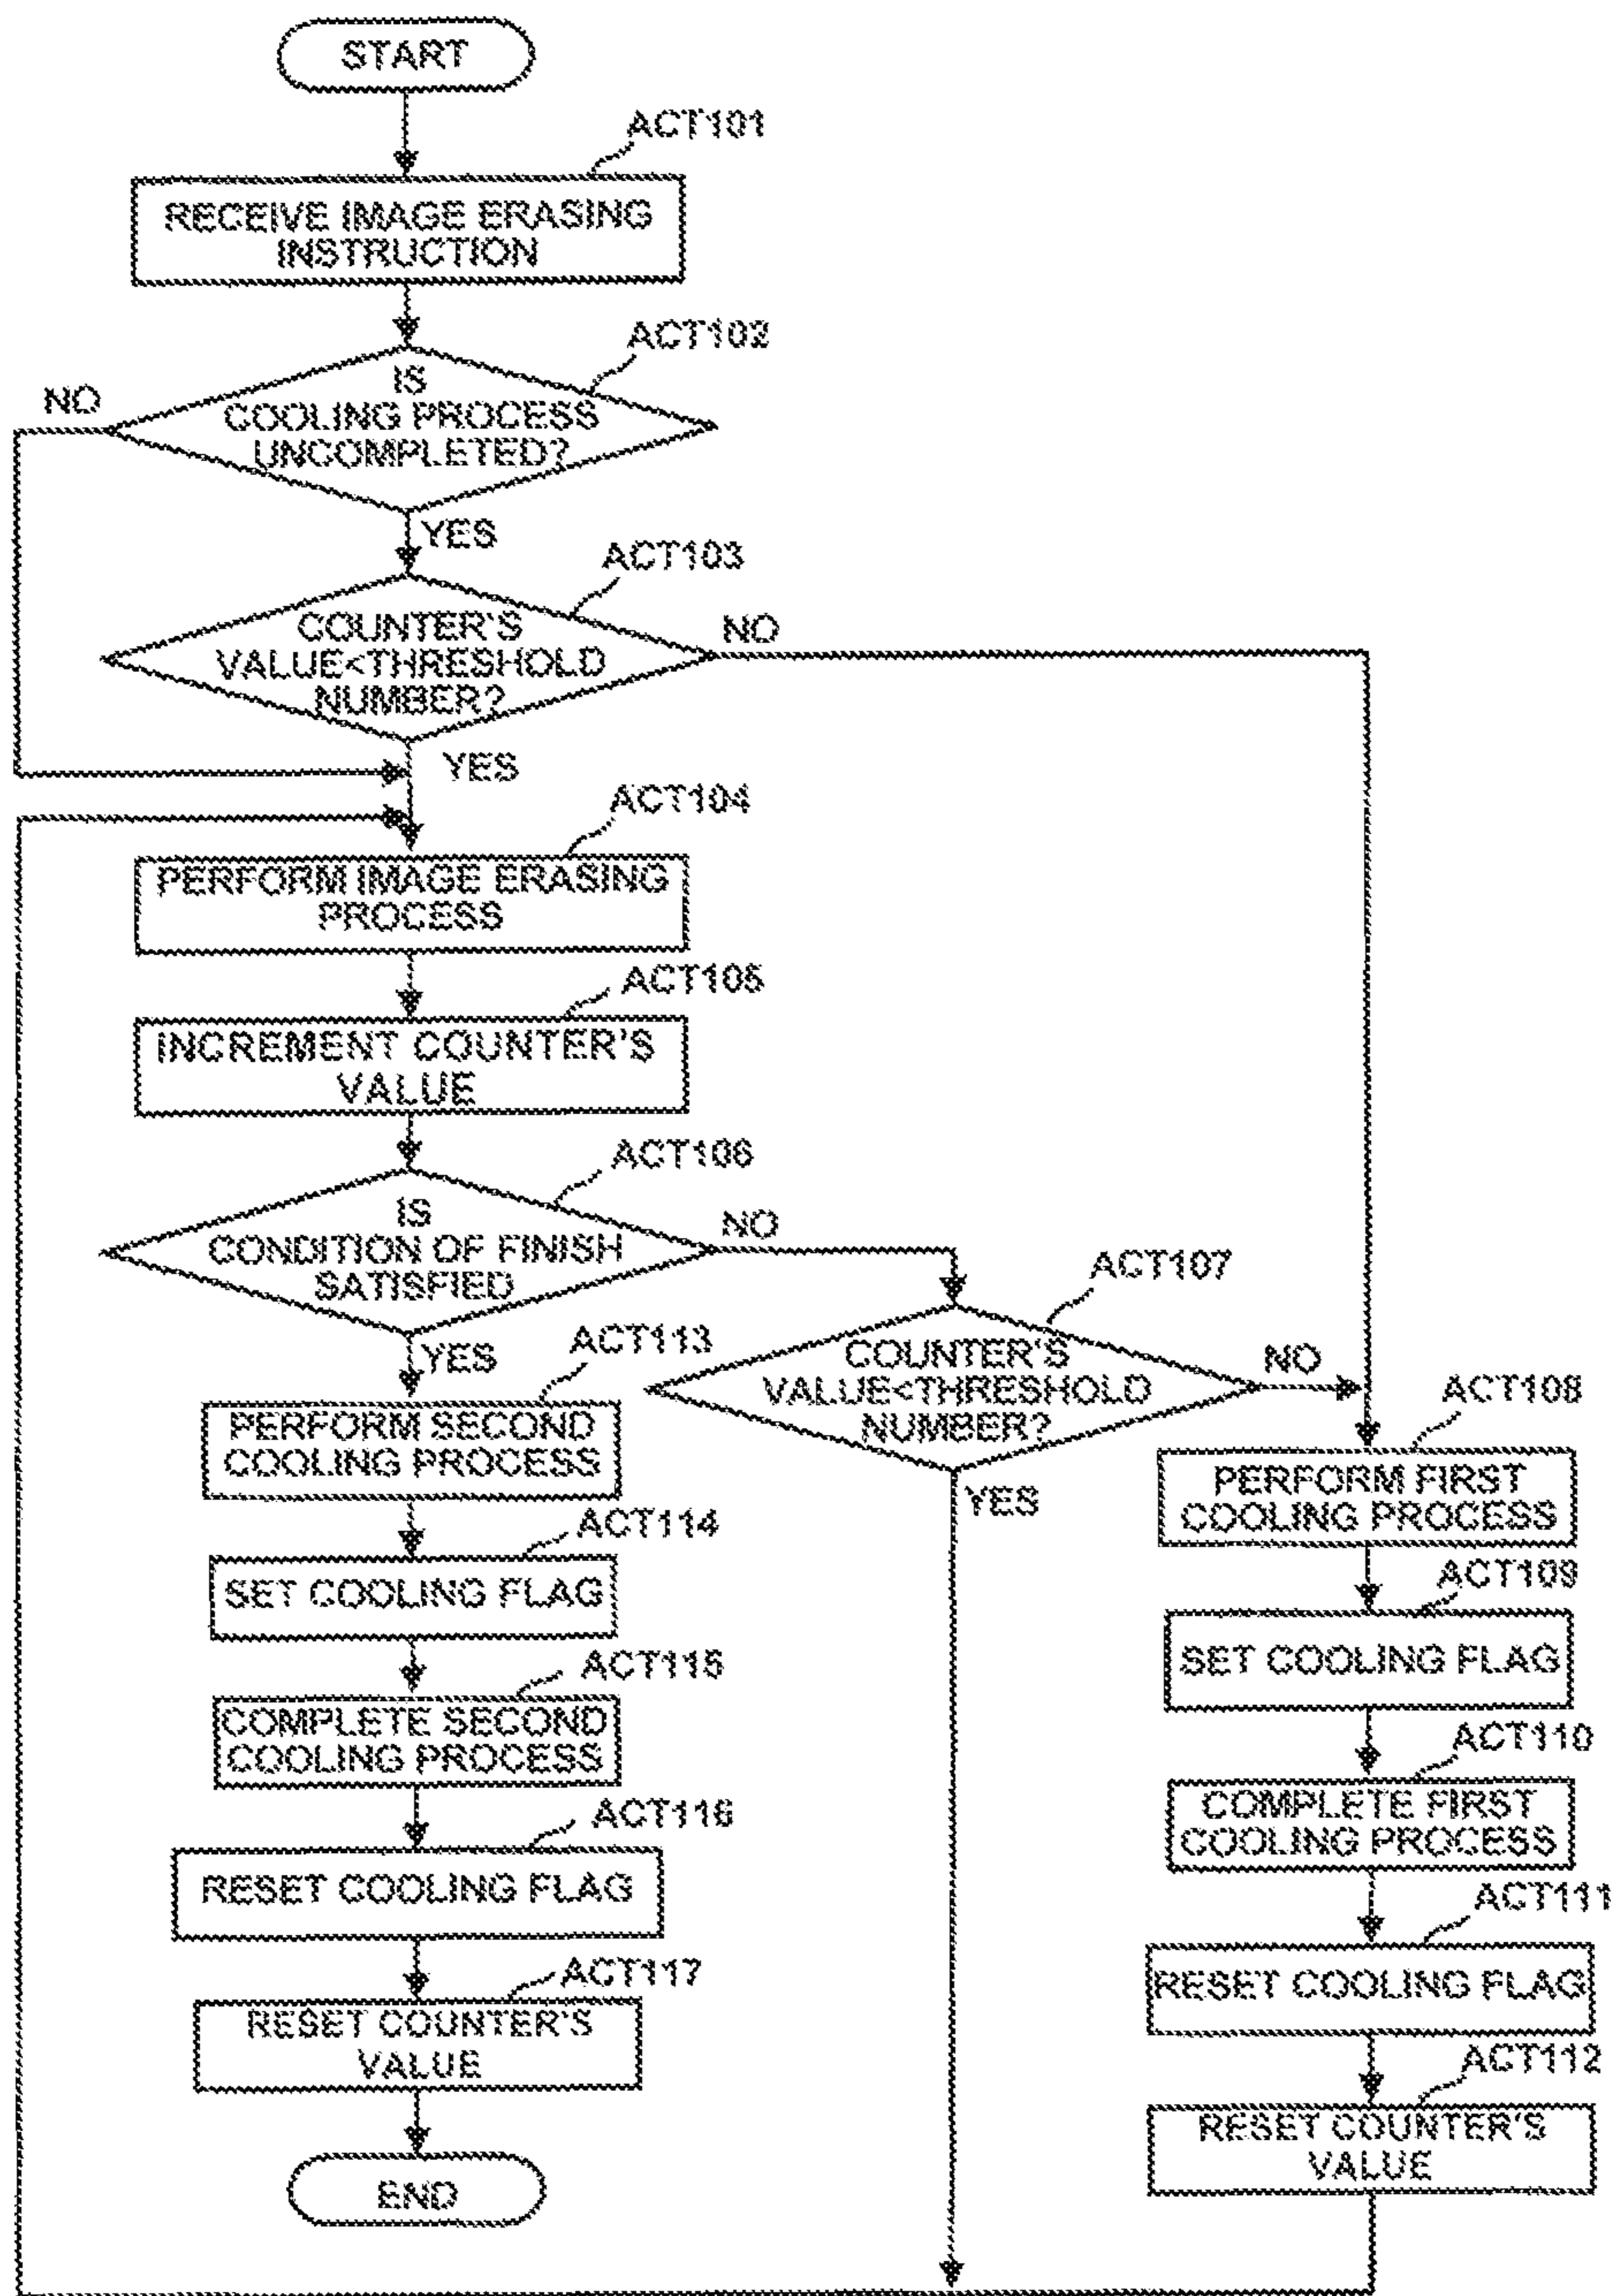 START
ACT101
RECEIVE IMAGE ERASING
INSTRUCTION
ACT102
NO
IS
COOLING PROCESS
UNCOMPLETED?
YES
ACT103
COUNTER'S
VALUE<THRESHOLD
NUMBER?
NO
YES
ACT104
PERFORM IMAGE ERASING
PROCESS
ACT105
INCREMENT COUNTER'S
VALUE
ACT106
IS
CONDITION OF FINISH
SATISFIED
NO
YES
ACT107
COUNTER'S
VALUE<THRESHOLD
NUMBER?
NO
YES
ACT108
PERFORM FIRST
COOLING PROCESS
ACT109
SET COOLING FLAG
ACT110
COMPLETE FIRST
COOLING PROCESS
ACT111
RESET COOLING FLAG
ACT112
RESET COUNTER'S
VALUE
ACT113
PERFORM SECOND
COOLING PROCESS
ACT114
SET COOLING FLAG
ACT115
COMPLETE SECOND
COOLING PROCESS
ACT116
RESET COOLING FLAG
ACT117
RESET COUNTER'S
VALUE
END